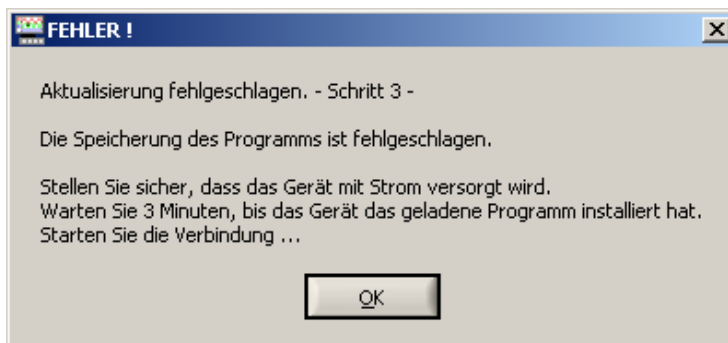 FEHLER !
Aktualisierung fehlgeschlagen. - Schritt 3 -
Die Speicherung des Programms ist fehlgeschlagen.
Stellen Sie sicher, dass das Gerät mit Strom versorgt wird.
Warten Sie 3 Minuten, bis das Gerät das geladene Programm installiert hat.
Starten Sie die Verbindung ...
OK